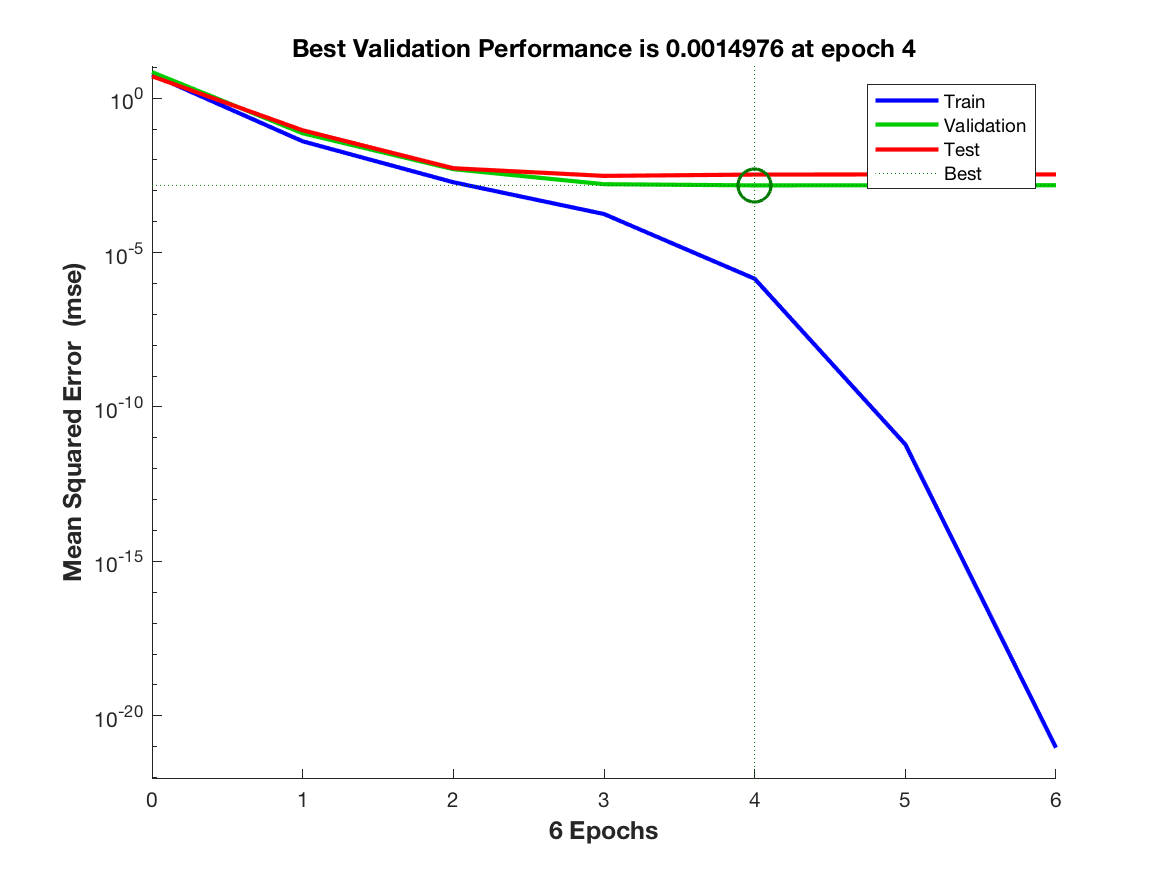 Best Validation Performance is 0.0014976 at epoch 4
Mean Squared Error (mse)
10^0
10^-5
10^-10
10^-15
10^-20
Train
Validation
Test
Best
0 1 2 3 4 5 6
6 Epochs